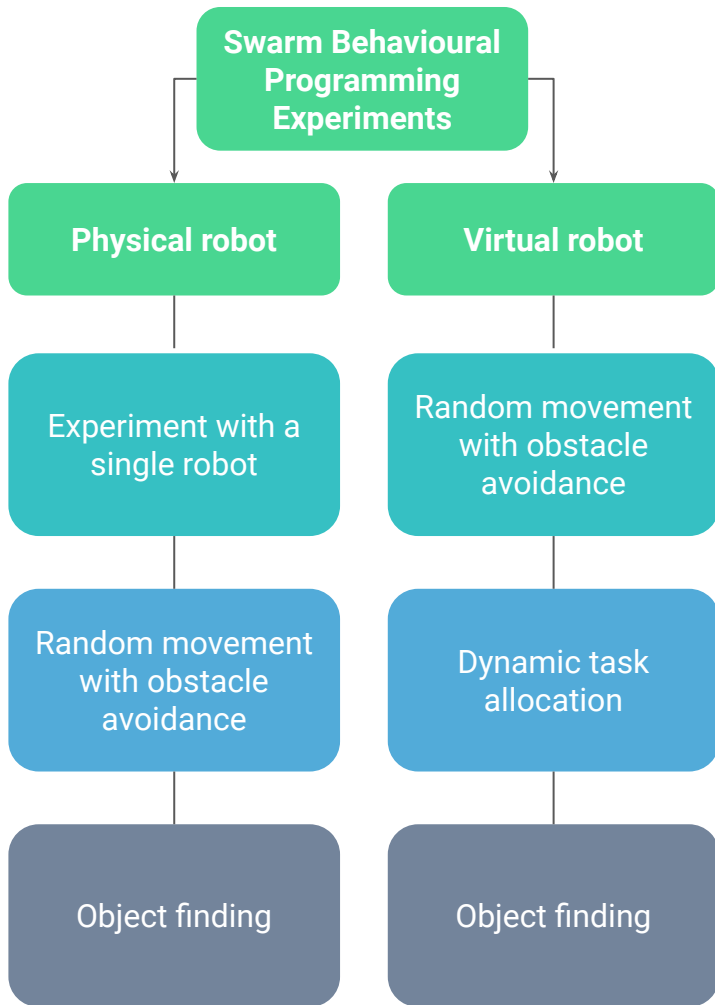 Swarm Behavioural
Programming
Experiments
Physical robot
Virtual robot
Experiment with a
single robot
Random movement
with obstacle
avoidance
Random movement
with obstacle
avoidance
Dynamic task
allocation
Object finding
Object finding